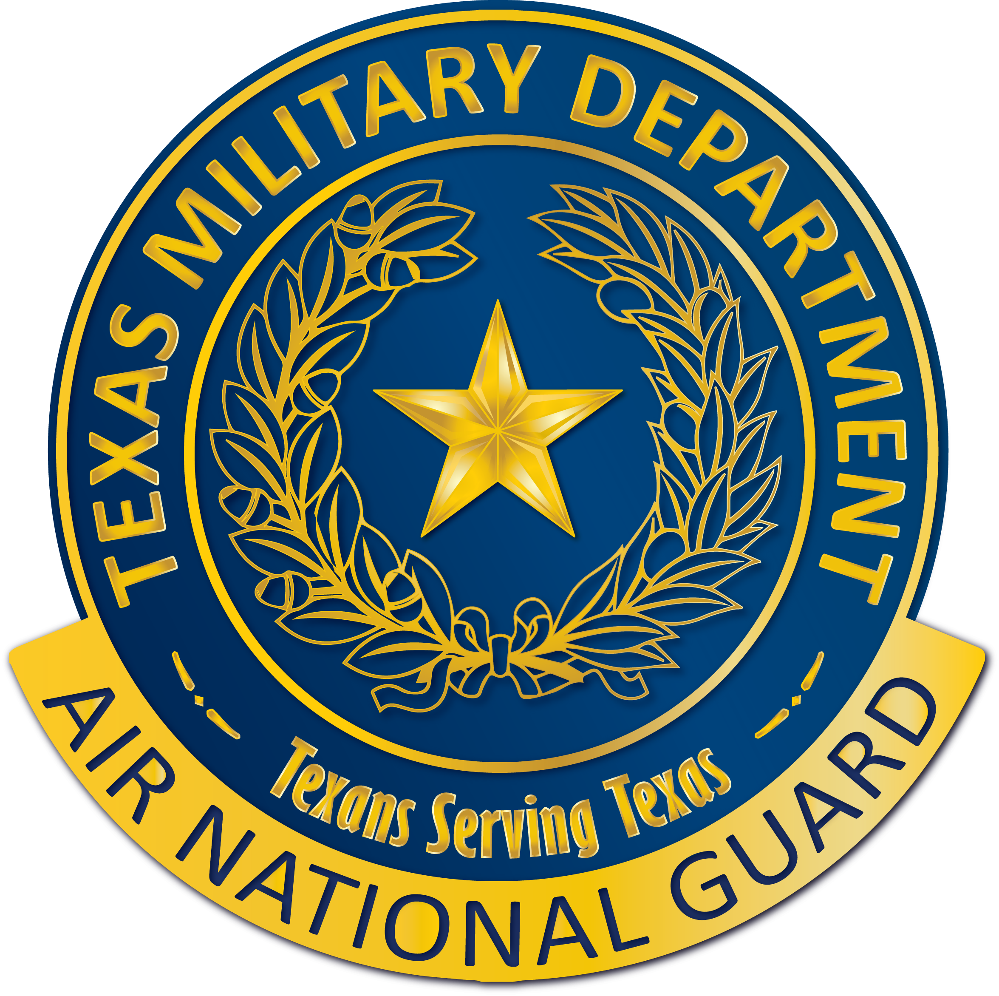 TEXAS MILITARY DEPARTMENT
Texans Serving Texas
AIR NATIONAL GUARD